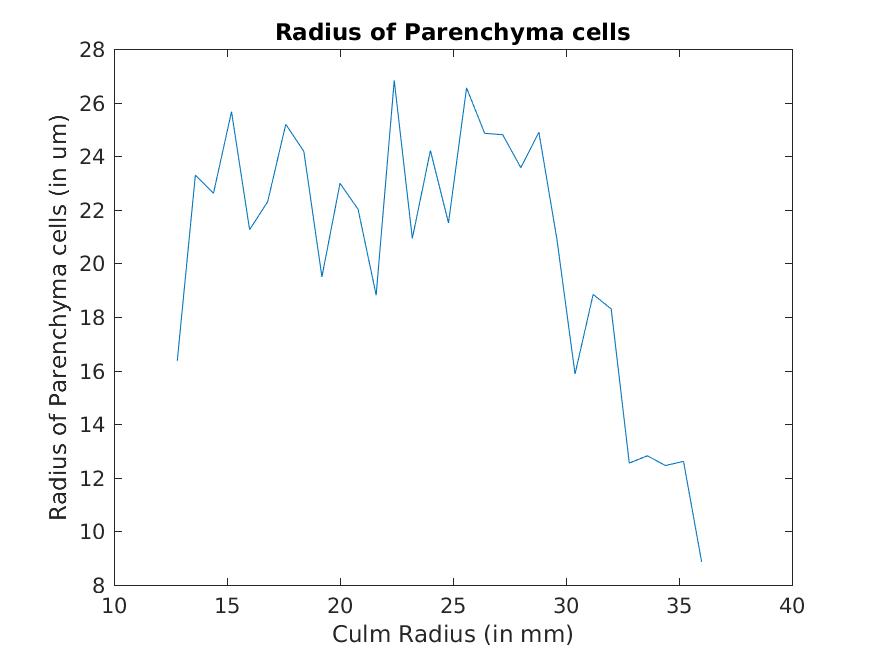 Radius of Parenchyma cells
28
26
24
22
20
18
16
14
12
10
8
Radius of Parenchyma cells (in um)
10 15 20 25 30 35 40
Culm Radius (in mm)